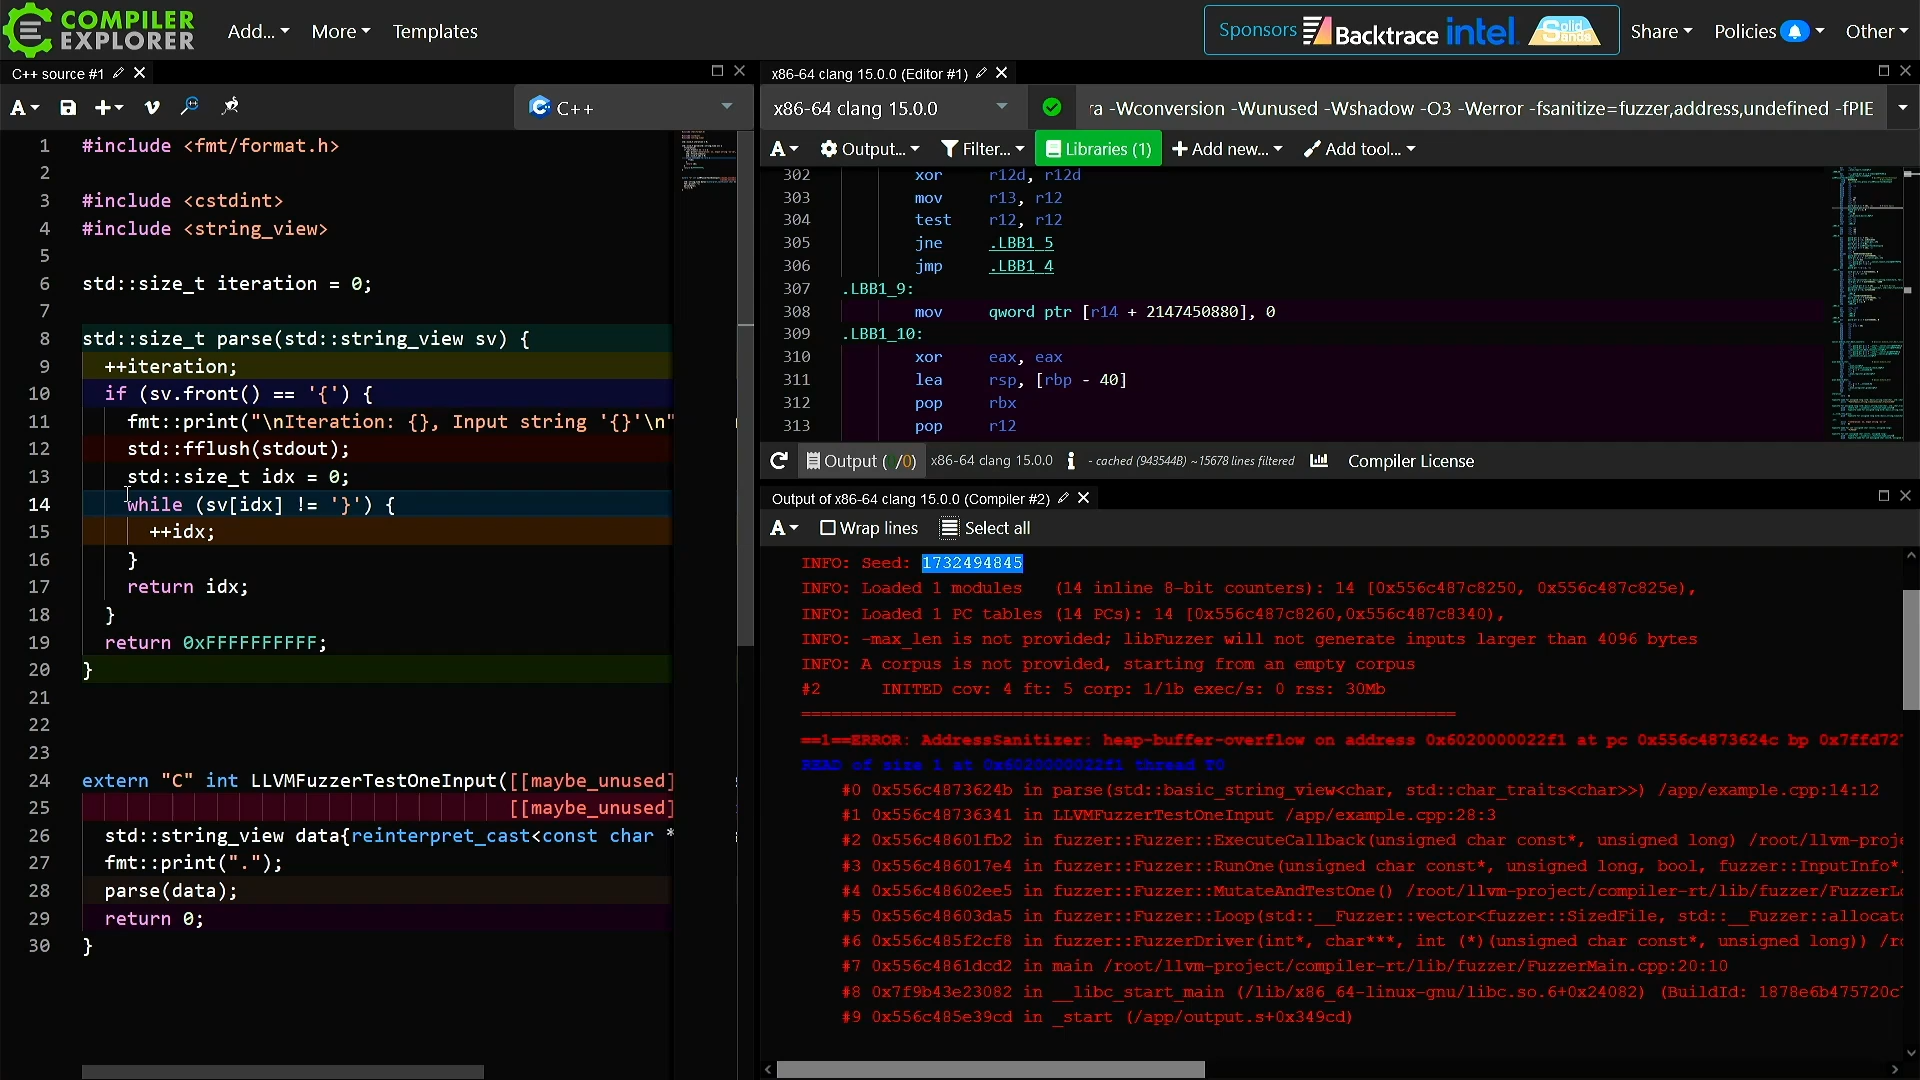 COMPILER
EXPLORER
Add...
More
Templates
Sponsors
Backtrace
intel.
Solid Sands
Share
Policies
Other
C++ source #1
A
C++
1 #include <fmt/format.h>
2
3 #include <cstdint>
4 #include <string_view>
5
6 std::size_t iteration = 0;
7
8 std::size_t parse(std::string_view sv) {
9 ++iteration;
10 if (sv.front() == '{') {
11 fmt::print("\nIteration: {}, Input string '{}'\n"
12 std::fflush(stdout);
13 std::size_t idx = 0;
14 while (sv[idx] != '}') {
15 ++idx;
16 }
17 return idx;
18 }
19 return 0xFFFFFFFFFF;
20 }
21
22
23
24 extern "C" int LLVMFuzzerTestOneInput([[maybe_unused]
25 [[maybe_unused]
26 std::string_view data{reinterpret_cast<const char *
27 fmt::print(".");
28 parse(data);
29 return 0;
30 }
x86-64 clang 15.0.0 (Editor #1)
x86-64 clang 15.0.0
ra -Wconversion -Wunused -Wshadow -O3 -Werror -fsanitize=fuzzer,address,undefined -fPIE
A
Output...
Filter...
Libraries (1)
Add new...
Add tool...
302 xor r12d, r12d
303 mov r13, r12
304 test r12, r12
305 jne .LBB1_5
306 jmp .LBB1_4
307 .LBB1_9:
308 mov qword ptr [r14 + 2147450880], 0
309 .LBB1_10:
310 xor eax, eax
311 lea rsp, [rbp - 40]
312 pop rbx
313 pop r12
Output (0/0) x86-64 clang 15.0.0 i - cached (943544B) ~15678 lines filtered Compiler License
Output of x86-64 clang 15.0.0 (Compiler #2)
A
Wrap lines
Select all
INFO: Seed: 1732494845
INFO: Loaded 1 modules (14 inline 8-bit counters): 14 [0x556c487c8250, 0x556c487c825e),
INFO: Loaded 1 PC tables (14 PCs): 14 [0x556c487c8260,0x556c487c8340),
INFO: -max_len is not provided; libFuzzer will not generate inputs larger than 4096 bytes
INFO: A corpus is not provided, starting from an empty corpus
#2 INITED cov: 4 ft: 5 corp: 1/1b exec/s: 0 rss: 30Mb
=================================================================
==1==ERROR: AddressSanitizer: heap-buffer-overflow on address 0x6020000022f1 at pc 0x556c4873624c bp 0x7ffd72
READ of size 1 at 0x6020000022f1 thread T0
#0 0x556c4873624b in parse(std::basic_string_view<char, std::char_traits<char>>) /app/example.cpp:14:12
#1 0x556c48736341 in LLVMFuzzerTestOneInput /app/example.cpp:28:3
#2 0x556c48601fb2 in fuzzer::Fuzzer::ExecuteCallback(unsigned char const*, unsigned long) /root/llvm-proje
#3 0x556c486017e4 in fuzzer::Fuzzer::RunOne(unsigned char const*, unsigned long, bool, fuzzer::InputInfo*,
#4 0x556c48602ee5 in fuzzer::Fuzzer::MutateAndTestOne() /root/llvm-project/compiler-rt/lib/fuzzer/FuzzerLo
#5 0x556c48603da5 in fuzzer::Fuzzer::Loop(std::__Fuzzer::vector<fuzzer::SizedFile, std::__Fuzzer::allocato
#6 0x556c485f2cf8 in fuzzer::FuzzerDriver(int*, char***, int (*)(unsigned char const*, unsigned long)) /ro
#7 0x556c4861dcd2 in main /root/llvm-project/compiler-rt/lib/fuzzer/FuzzerMain.cpp:20:10
#8 0x7f9b43e23082 in __libc_start_main (/lib/x86_64-linux-gnu/libc.so.6+0x24082) (BuildId: 1878e6b475720c
#9 0x556c485e39cd in _start (/app/output.s+0x349cd)